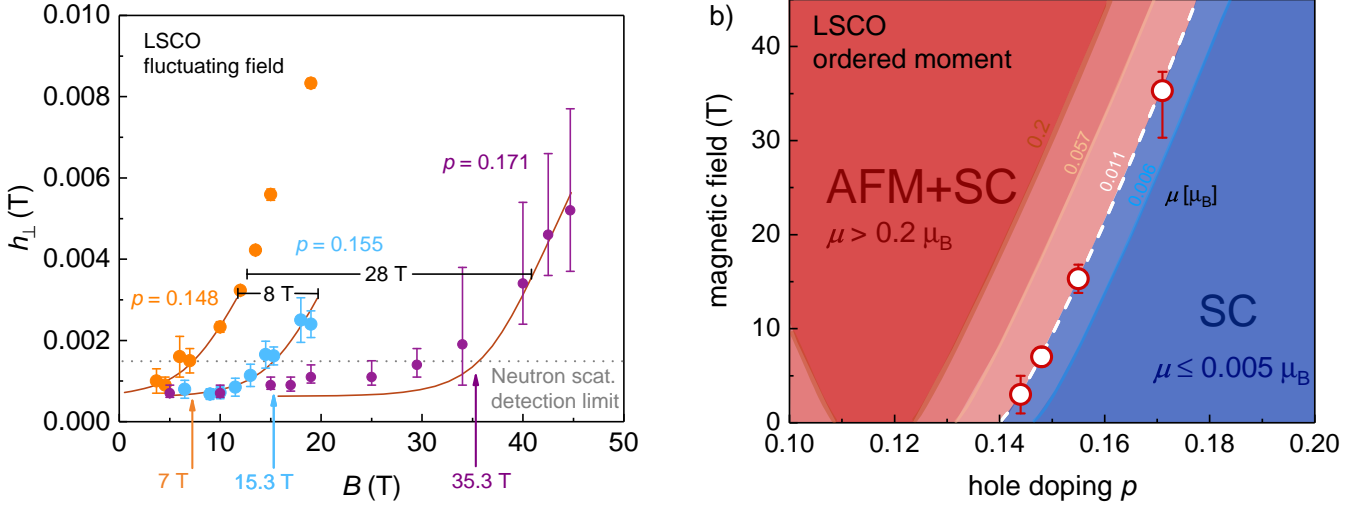 LSCO
fluctuating field
0.010
0.008
0.006
0.004
0.002
0.000
h⊥ (T)
p = 0.171
p = 0.155
28 T
p = 0.148
8 T
Neutron scat.
detection limit
0
10
20
30
40
50
7 T
15.3 T
B (T)
35.3 T
b)
LSCO
ordered moment
40
30
20
10
0
magnetic field (T)
0.2
0.057
0.011
0.008
μ [μB]
AFM+SC
μ > 0.2 μB
SC
μ ≤ 0.005 μB
0.10
0.12
0.14
0.16
0.18
0.20
hole doping p